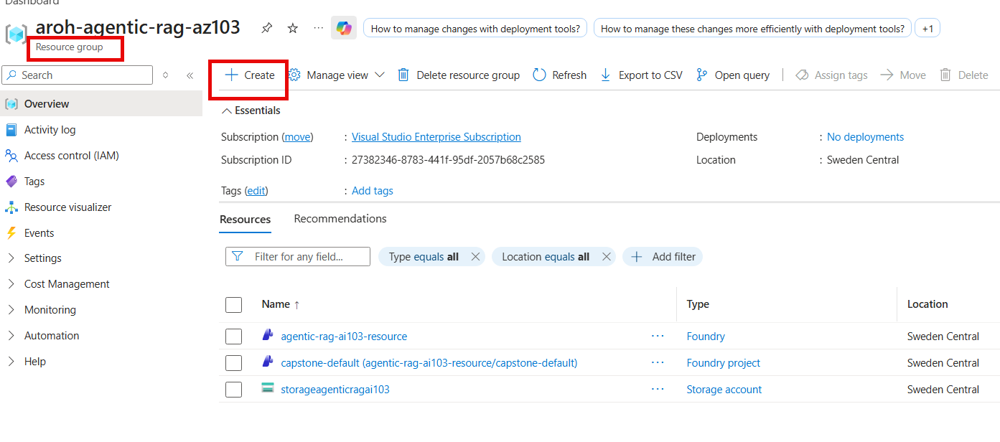 Dashboard
aroh-agentic-rag-az103
How to manage changes with deployment tools?
How to manage these changes more efficiently with deployment tools?
+1
Resource group
Search
Create
Manage view
Delete resource group
Refresh
Export to CSV
Open query
Assign tags
Move
Delete
Overview
Activity log
Access control (IAM)
Tags
Resource visualizer
Events
Settings
Cost Management
Monitoring
Automation
Help
Essentials
Subscription (move) : Visual Studio Enterprise Subscription
Subscription ID : 27382346-8783-441f-95df-2057b68c2585
Deployments : No deployments
Location : Sweden Central
Tags (edit) : Add tags
Resources Recommendations
Filter for any field... Type equals all Location equals all Add filter
Name ↑ Type Location
agentic-rag-ai103-resource ... Foundry Sweden Central
capstone-default (agentic-rag-ai103-resource/capstone-default) ... Foundry project Sweden Central
storageagenticragai103 ... Storage account Sweden Central